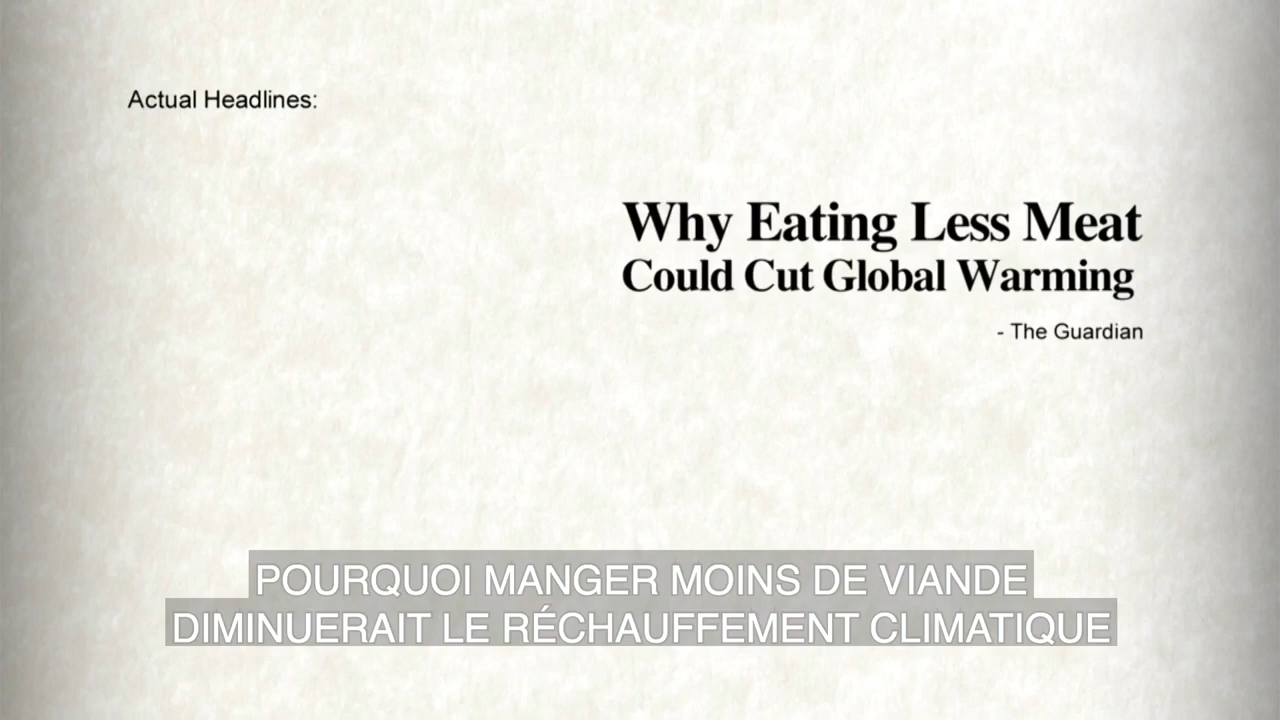 Actual Headlines:
Why Eating Less Meat
Could Cut Global Warming
- The Guardian
POURQUOI MANGER MOINS DE VIANDE
DIMINUERAIT LE RÉCHAUFFEMENT CLIMATIQUE